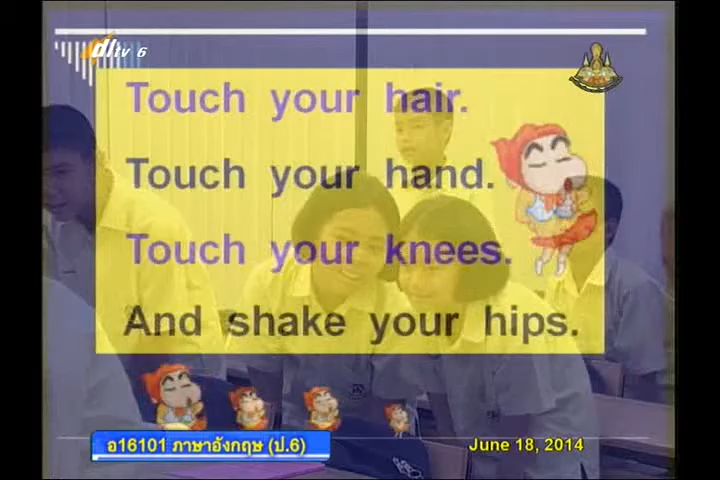 dltv 6
Touch your hair.
Touch your hand.
Touch your knees.
And shake your hips.
อ16101 ภาษาอังกฤษ (ป.6)
June 18, 2014